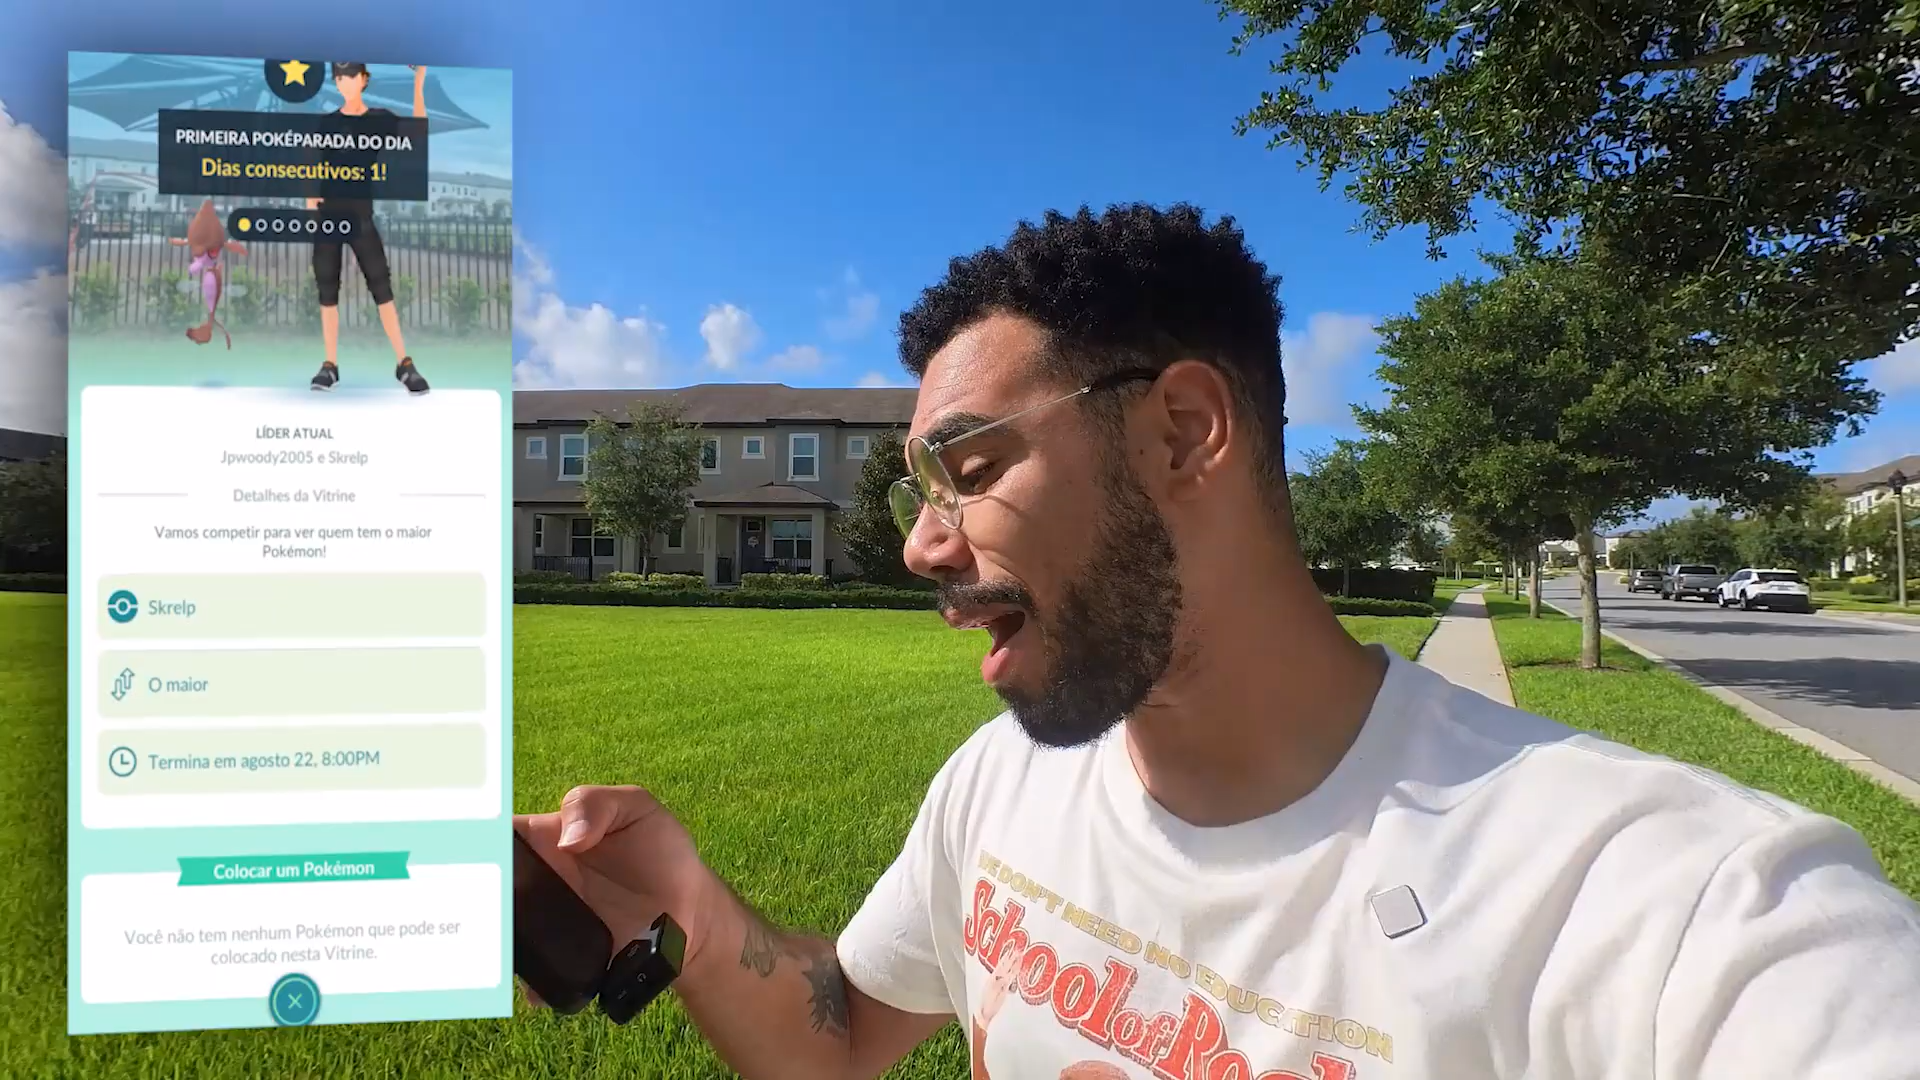 PRIMEIRA POKÉPARADA DO DIA
Dias consecutivos: 1!
LÍDER ATUAL
Jpwoody2005 e Skrelp
Detalhes da Vitrine
Vamos competir para ver quem tem o maior
Pokémon!
Skrelp
O maior
Termina em agosto 22, 8:00PM
Colocar um Pokémon
Você não tem nenhum Pokémon que pode ser
colocado nesta Vitrine.
WE DON'T NEED NO EDUCATION
School of Rock